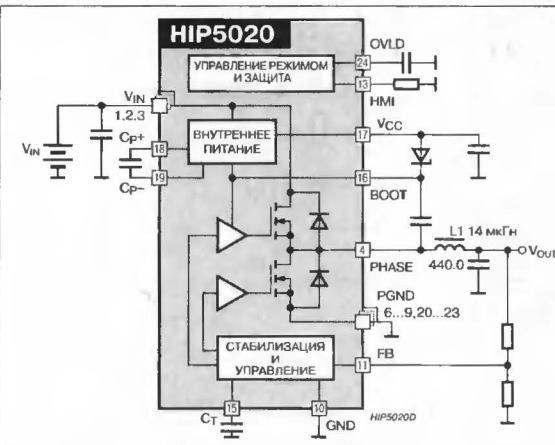 HIP5020
OVLD
24
УПРАВЛЕНИЕ РЕЖИМОМ
И ЗАЩИТА
13
HMI
VIN
1,2,3
VIN
CP+
18
ВНУТРЕННЕЕ
ПИТАНИЕ
17
VCC
CP–
19
16
BOOT
L1 14 мкГн
4
VOUT
PHASE
440.0
PGND
6...9,20...23
СТАБИЛИЗАЦИЯ
И
УПРАВЛЕНИЕ
FB
11
15
10
CT
GND
HIP5020D